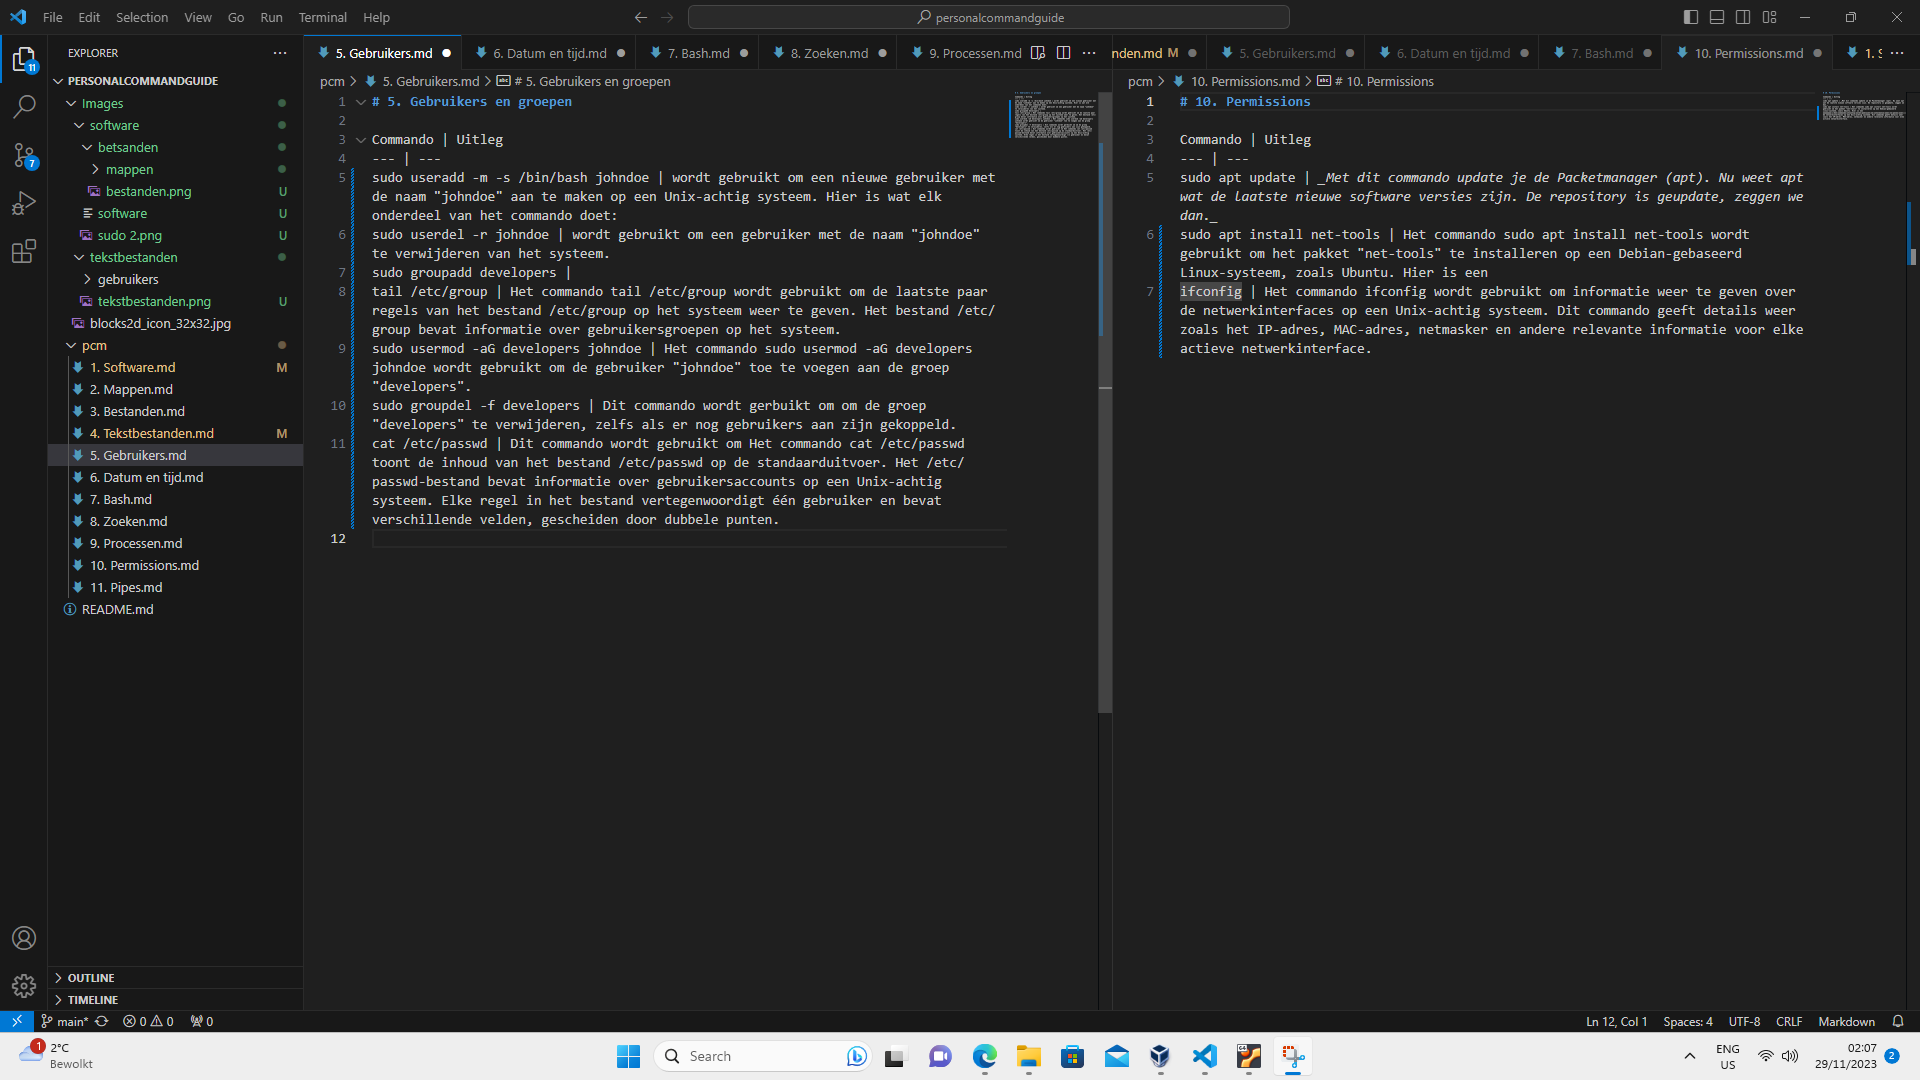 File Edit Selection View Go Run Terminal Help
personalcommandguide
EXPLORER
PERSONALCOMMANDGUIDE
Images
software
betsanden
mappen
bestanden.png U
software U
sudo 2.png U
tekstbestanden
gebruikers
tekstbestanden.png U
blocks2d_icon_32x32.jpg
pcm
1. Software.md M
2. Mappen.md
3. Bestanden.md
4. Tekstbestanden.md M
5. Gebruikers.md
6. Datum en tijd.md
7. Bash.md
8. Zoeken.md
9. Processen.md
10. Permissions.md
11. Pipes.md
README.md
OUTLINE
TIMELINE
11
7
5. Gebruikers.md 6. Datum en tijd.md 7. Bash.md 8. Zoeken.md 9. Processen.md
pcm > 5. Gebruikers.md > # 5. Gebruikers en groepen
1 # 5. Gebruikers en groepen
2
3 Commando | Uitleg
4 --- | ---
5 sudo useradd -m -s /bin/bash johndoe | wordt gebruikt om een nieuwe gebruiker met
de naam "johndoe" aan te maken op een Unix-achtig systeem. Hier is wat elk
onderdeel van het commando doet:
6 sudo userdel -r johndoe | wordt gebruikt om een gebruiker met de naam "johndoe"
te verwijderen van het systeem.
7 sudo groupadd developers |
8 tail /etc/group | Het commando tail /etc/group wordt gebruikt om de laatste paar
regels van het bestand /etc/group op het systeem weer te geven. Het bestand /etc/
group bevat informatie over gebruikersgroepen op het systeem.
9 sudo usermod -aG developers johndoe | Het commando sudo usermod -aG developers
johndoe wordt gebruikt om de gebruiker "johndoe" toe te voegen aan de groep
"developers".
10 sudo groupdel -f developers | Dit commando wordt gerbuikt om om de groep
"developers" te verwijderen, zelfs als er nog gebruikers aan zijn gekoppeld.
11 cat /etc/passwd | Dit commando wordt gebruikt om Het commando cat /etc/passwd
toont de inhoud van het bestand /etc/passwd op de standaarduitvoer. Het /etc/
passwd-bestand bevat informatie over gebruikersaccounts op een Unix-achtig
systeem. Elke regel in het bestand vertegenwoordigt één gebruiker en bevat
verschillende velden, gescheiden door dubbele punten.
12
nden.md M 5. Gebruikers.md 6. Datum en tijd.md 7. Bash.md 10. Permissions.md 1. S
pcm > 10. Permissions.md > # 10. Permissions
1 # 10. Permissions
2
3 Commando | Uitleg
4 --- | ---
5 sudo apt update | _Met dit commando update je de Packetmanager (apt). Nu weet apt
wat de laatste nieuwe software versies zijn. De repository is geupdate, zeggen we
dan._
6 sudo apt install net-tools | Het commando sudo apt install net-tools wordt
gebruikt om het pakket "net-tools" te installeren op een Debian-gebaseerd
Linux-systeem, zoals Ubuntu. Hier is een
7 ifconfig | Het commando ifconfig wordt gebruikt om informatie weer te geven over
de netwerkinterfaces op een Unix-achtig systeem. Dit commando geeft details weer
zoals het IP-adres, MAC-adres, netmasker en andere relevante informatie voor elke
actieve netwerkinterface.
main* 0 0 0
Ln 12, Col 1 Spaces: 4 UTF-8 CRLF Markdown
1
2°C
Bewolkt
Search
ENG
US
02:07
29/11/2023
2